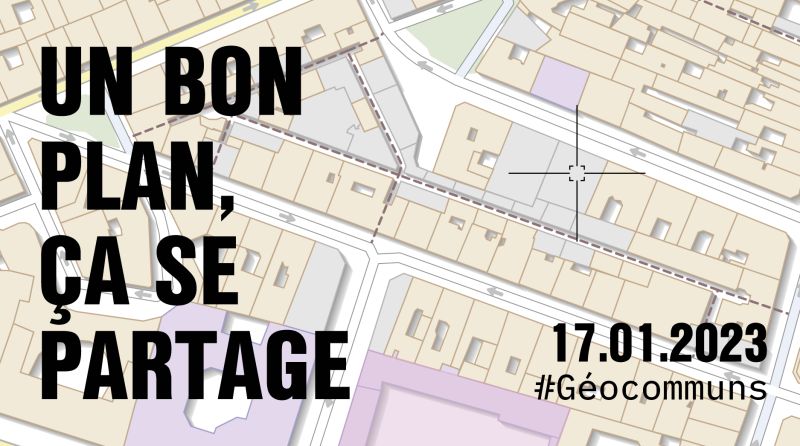 UN BON
PLAN,
ÇA SE
PARTAGE
17.01.2023
#Géocommuns